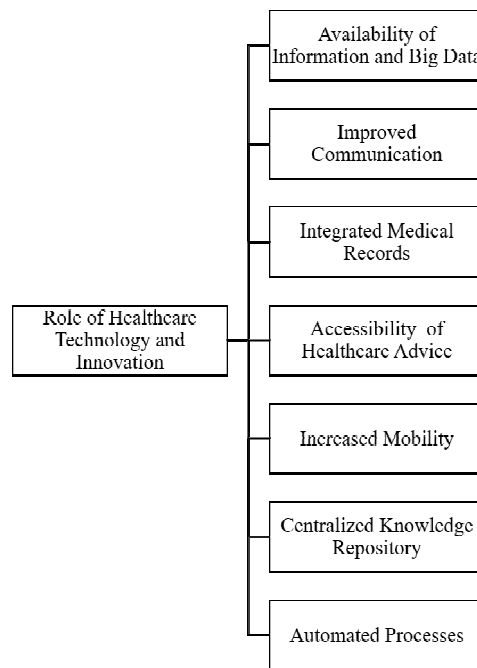 Availability of
Information and Big Data
Improved
Communication
Integrated Medical
Records
Role of Healthcare
Technology and
Innovation
Accessibility of
Healthcare Advice
Increased Mobility
Centralized Knowledge
Repository
Automated Processes